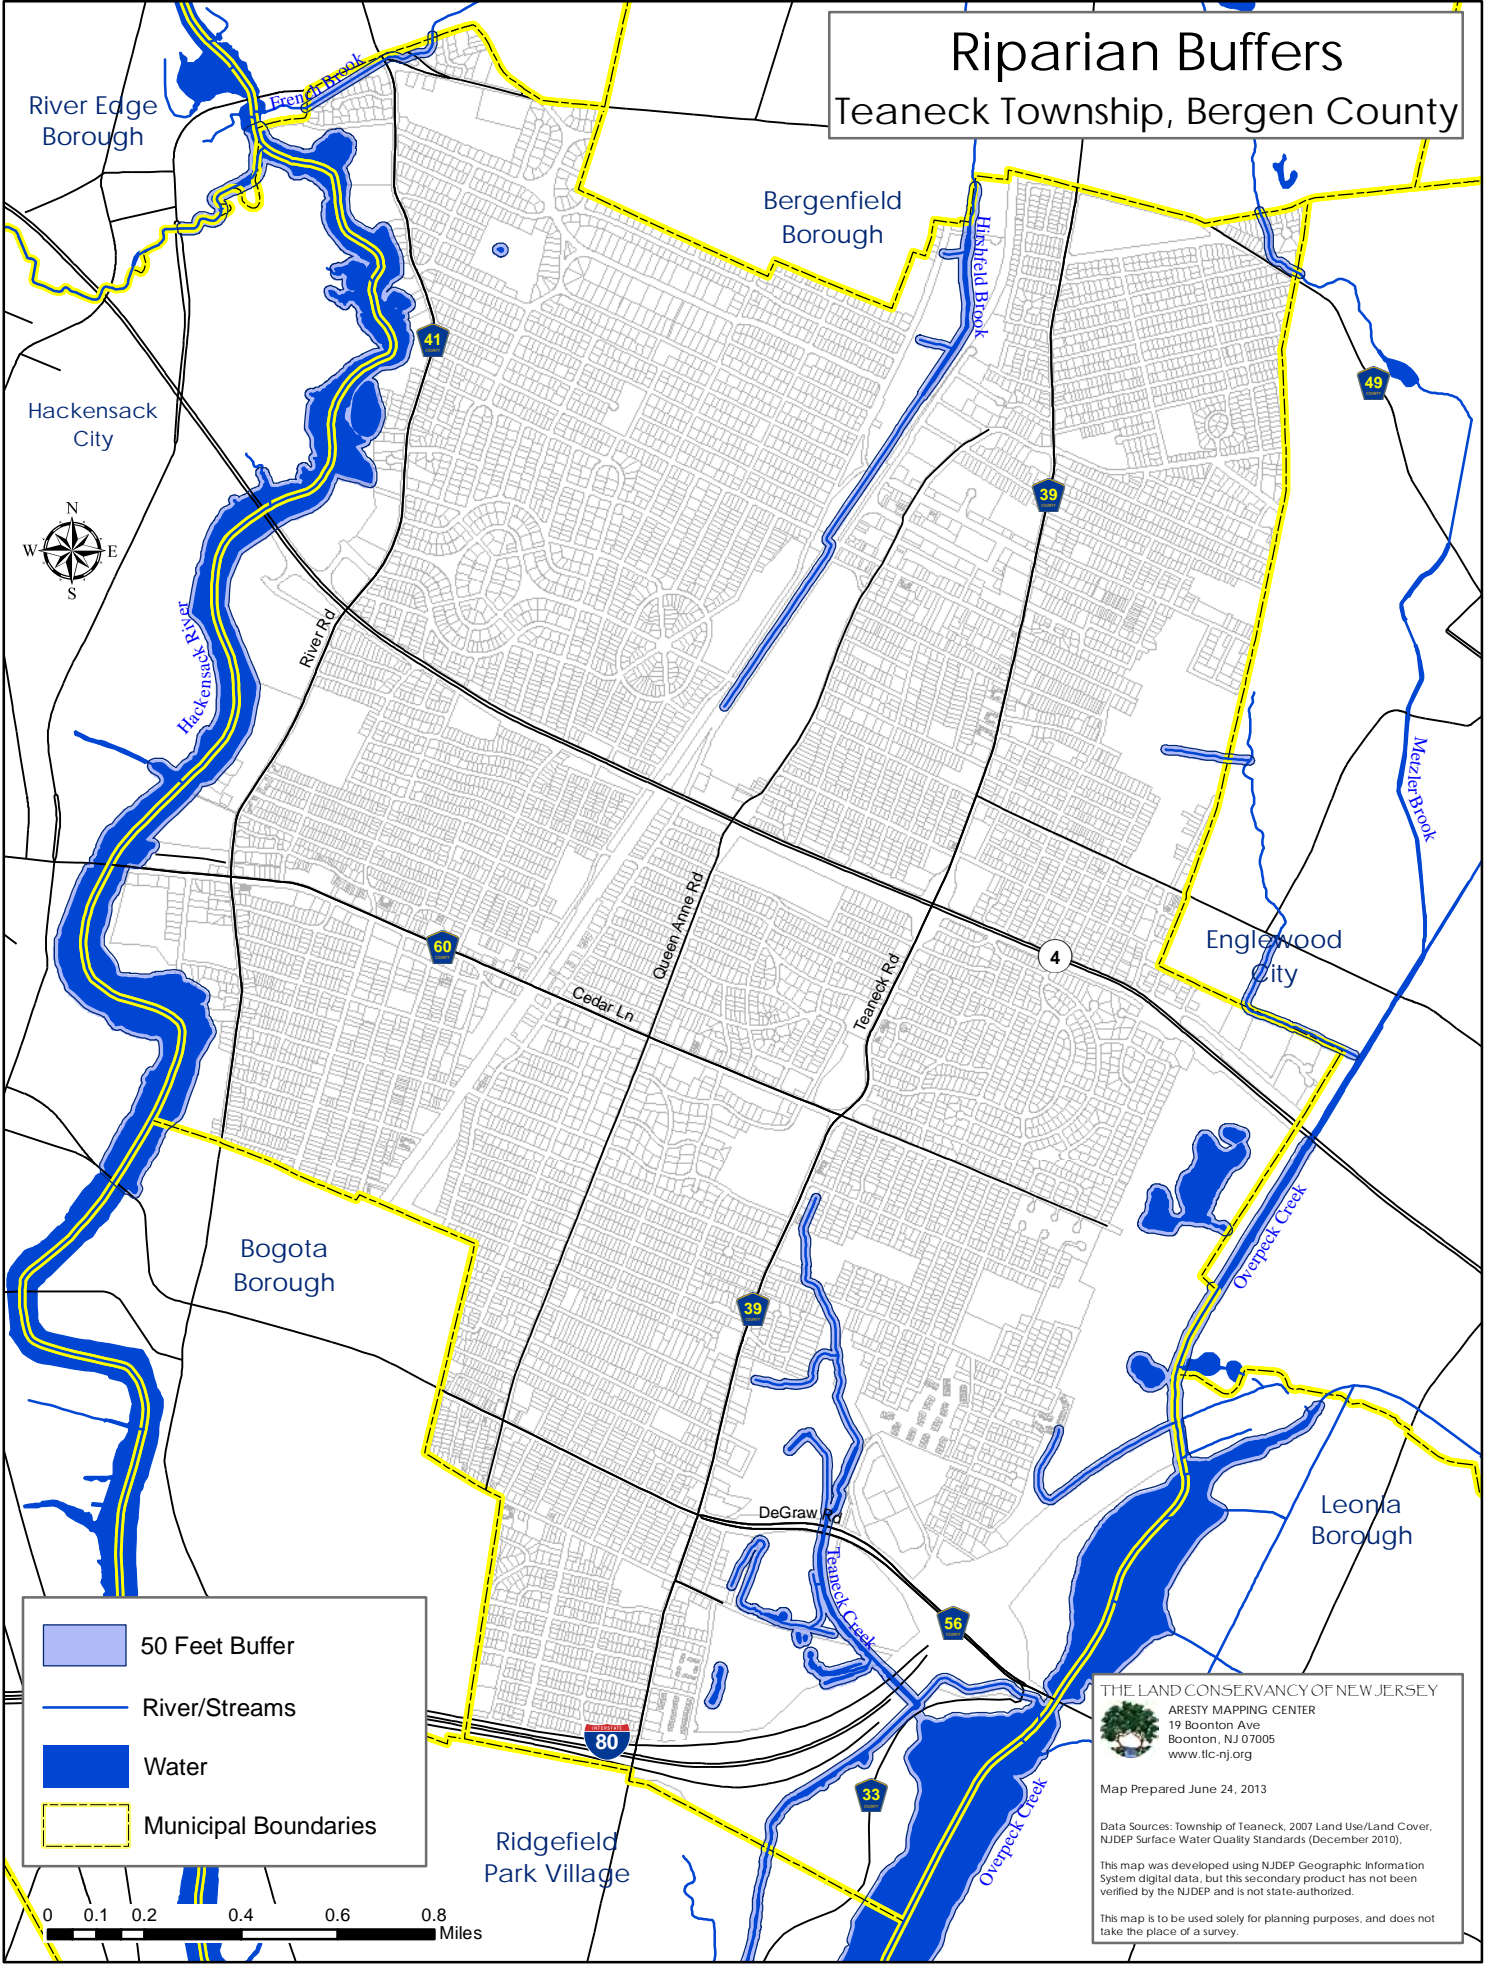 Riparian Buffers
Teaneck Township, Bergen County
River Edge
Borough
French Brook
Bergenfield
Borough
Hirshfeld Brook
41
COUNTY
49
COUNTY
Hackensack
City
39
COUNTY
N
W E
S
Hackensack River
River Rd
Metzler Brook
Queen Anne Rd
60
COUNTY
4
Englewood
City
Teaneck Rd
Cedar Ln
Overpeck Creek
Bogota
Borough
39
COUNTY
DeGraw Rd
Leonia
Borough
Teaneck Creek
56
COUNTY
INTERSTATE
80
33
COUNTY
Ridgefield
Park Village
Overpeck Creek
50 Feet Buffer
River/Streams
Water
Municipal Boundaries
0 0.1 0.2 0.4 0.6 0.8
Miles
THE LAND CONSERVANCY OF NEW JERSEY
ARESTY MAPPING CENTER
19 Boonton Ave
Boonton, NJ 07005
www.tlc-nj.org
Map Prepared June 24, 2013
Data Sources: Township of Teaneck, 2007 Land Use/Land Cover,
NJDEP Surface Water Quality Standards (December 2010),
This map was developed using NJDEP Geographic Information
System digital data, but this secondary product has not been
verified by the NJDEP and is not state-authorized.
This map is to be used solely for planning purposes, and does not
take the place of a survey.